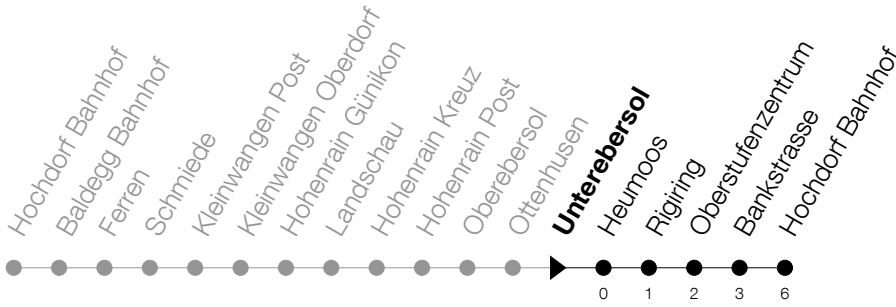 Hochdorf Bahnhof
Baldegg Bahnhof
Ferren
Schmiede
Kleinwangen Post
Kleinwangen Oberdorf
Hohenrain Günikon
Landschau
Hohenrain Kreuz
Hohenrain Post
Oberebersol
Ottenhusen
Unterebersol
Heumoos
Rigiring
Oberstufenzentrum
Bankstrasse
Hochdorf Bahnhof
0 1 2 3 6